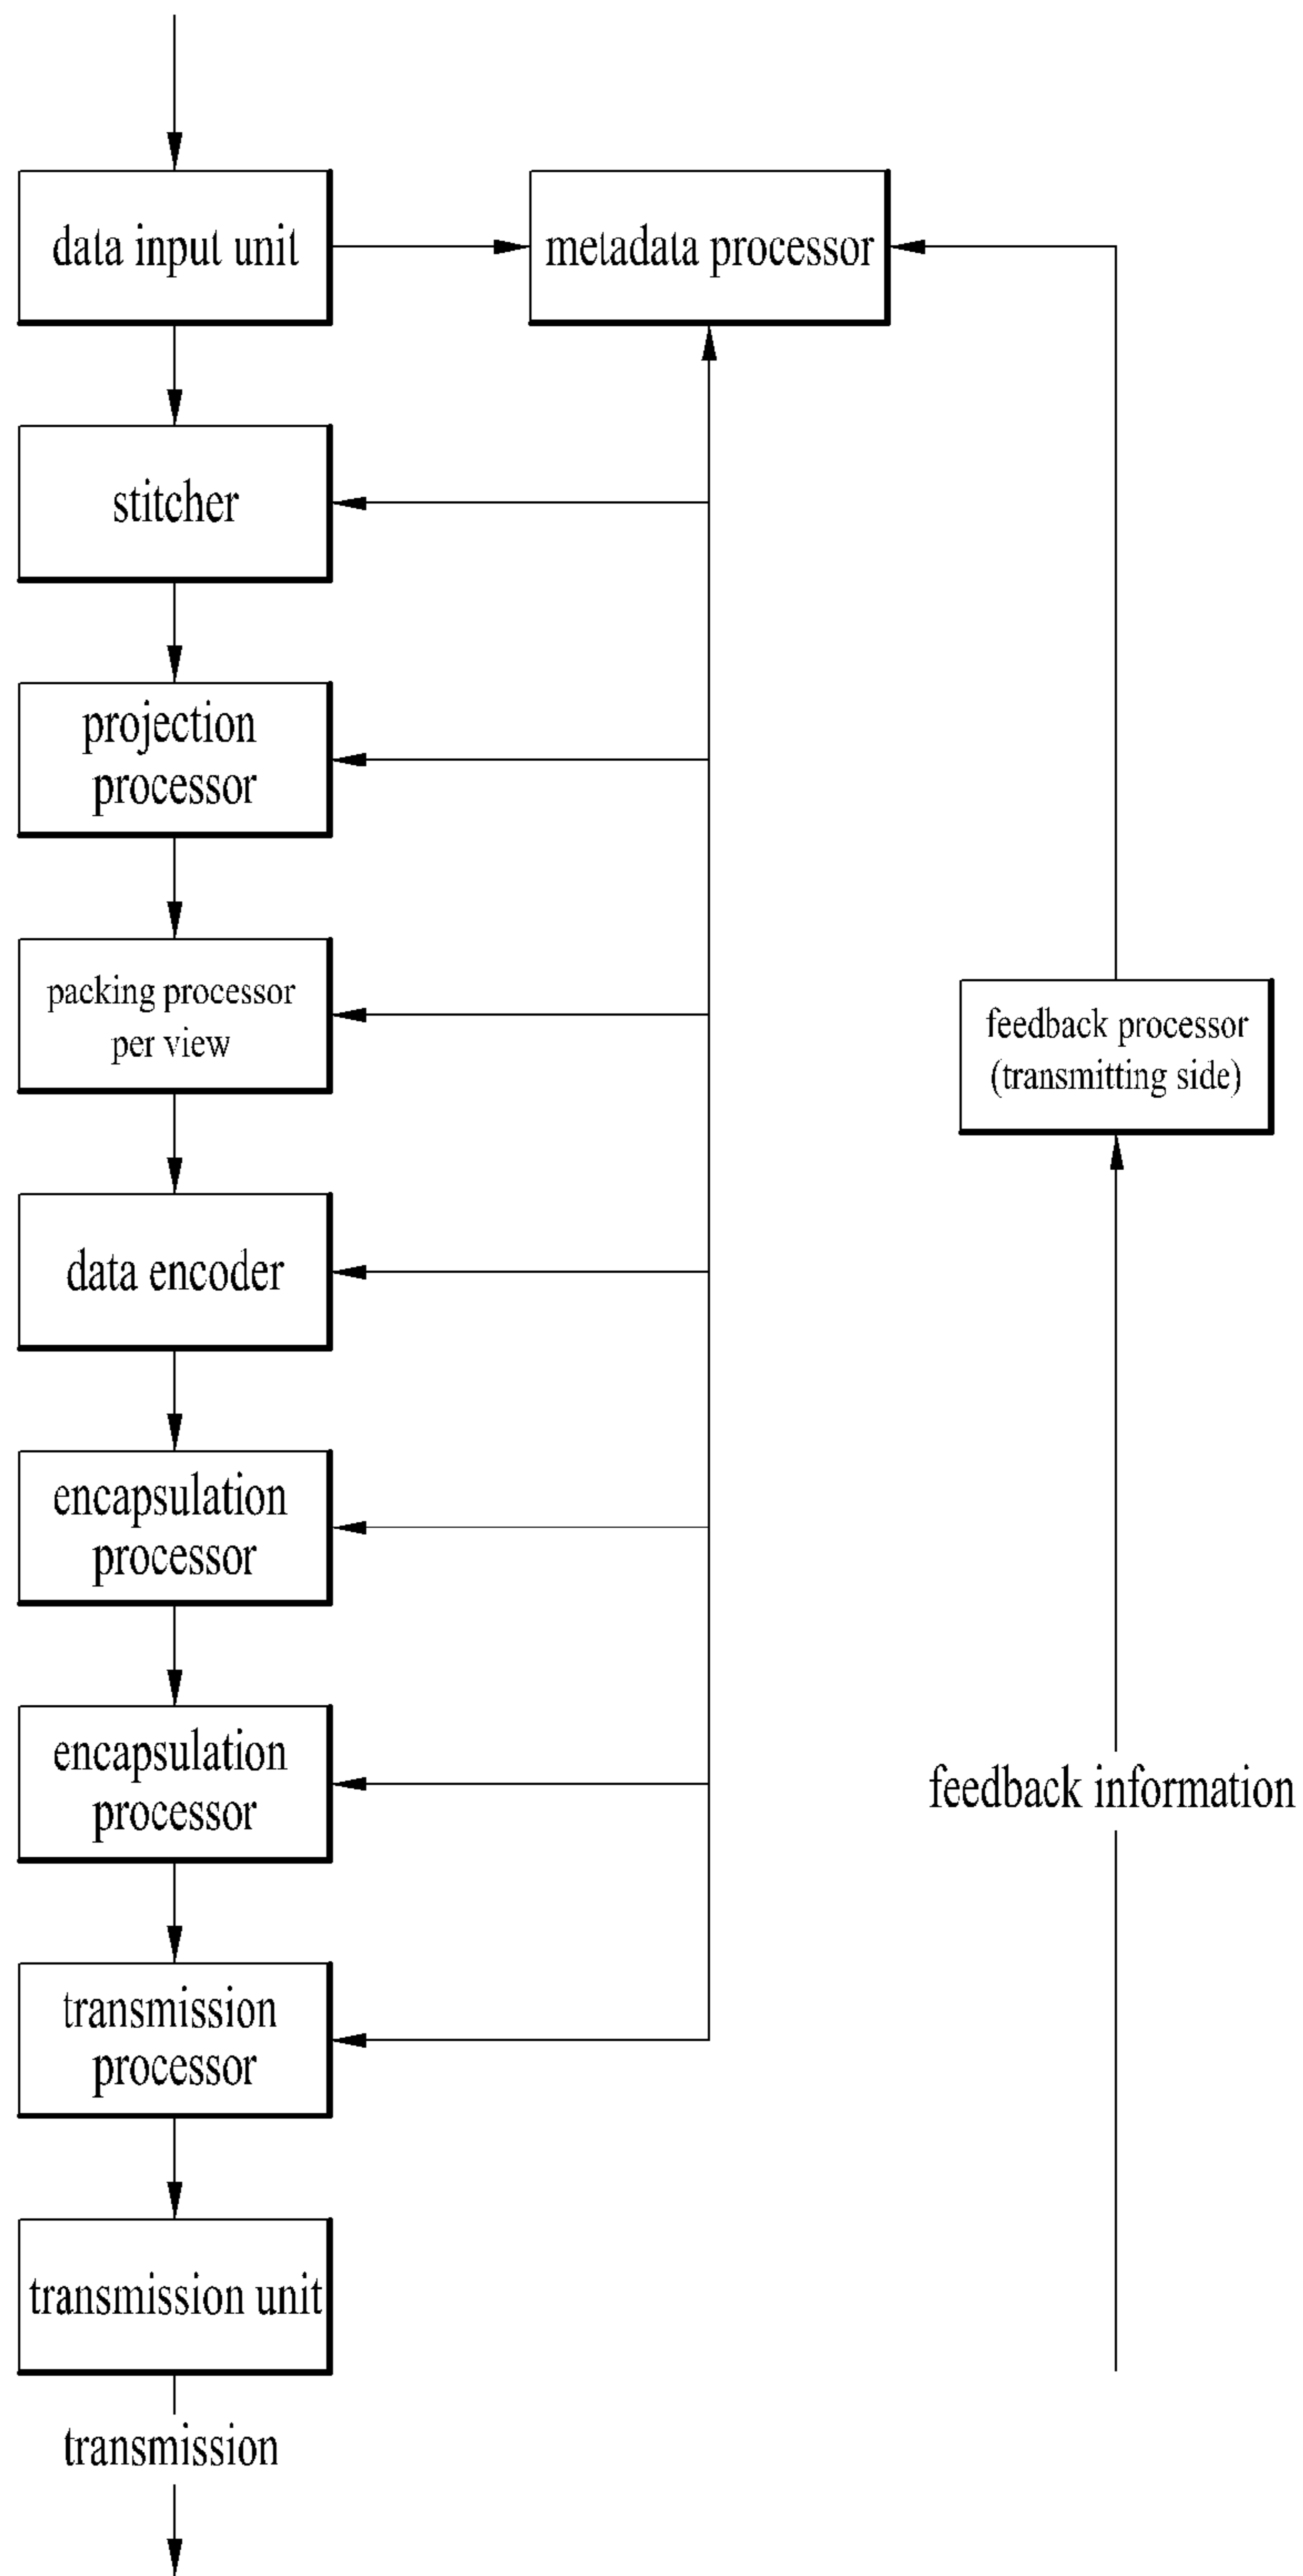 data input unit
metadata processor
stitcher
projection
processor
packing processor
per view
feedback processor
(transmitting side)
data encoder
encapsulation
processor
encapsulation
processor
feedback information
transmission
processor
transmission unit
transmission